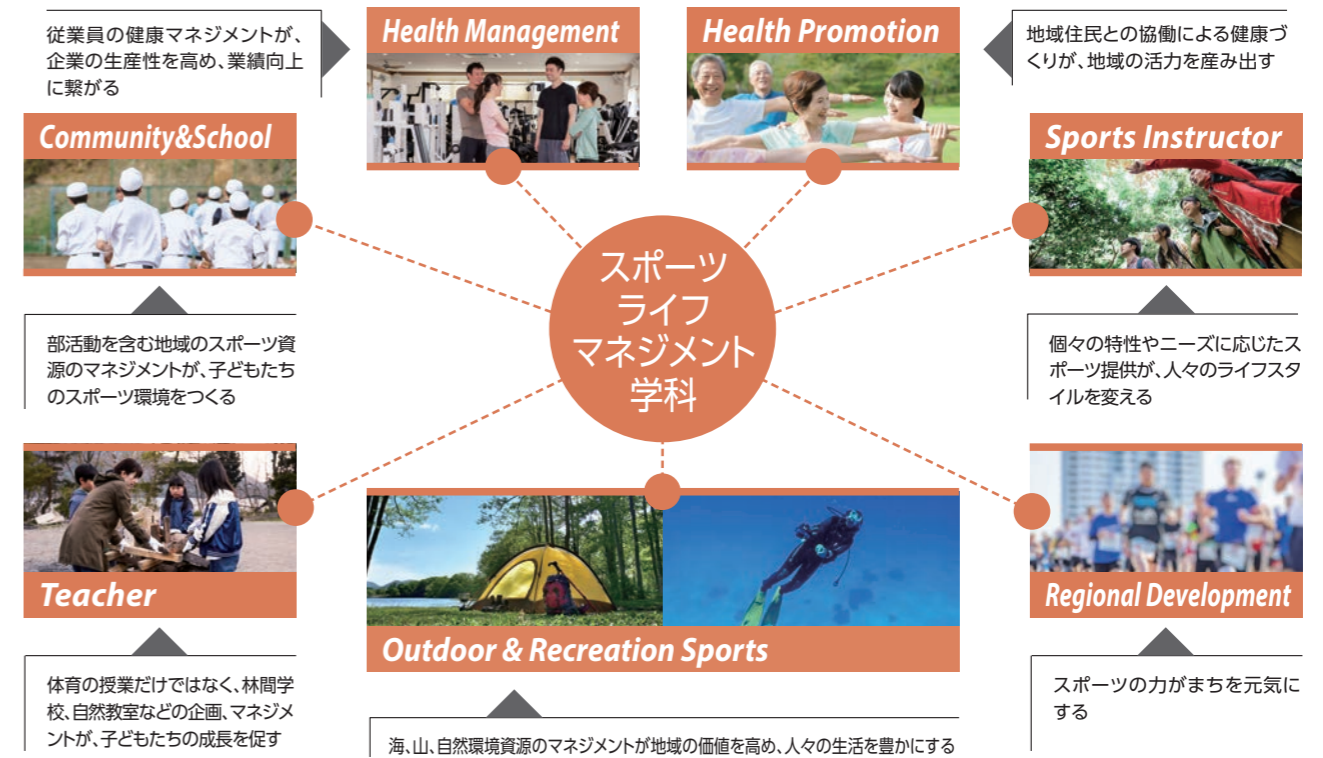 従業員の健康マネジメントが、
企業の生産性を高め、業績向上
に繋がる
Health Management
Health Promotion
地域住民との協働による健康づ
くりが、地域の活力を産み出す
Community&School
Sports Instructor
スポーツ
ライフ
マネジメント
学科
部活動を含む地域のスポーツ資
源のマネジメントが、子どもたち
のスポーツ環境をつくる
個々の特性やニーズに応じたス
ポーツ提供が、人々のライフスタ
イルを変える
Teacher
Outdoor & Recreation Sports
Regional Development
体育の授業だけではなく、林間学
校、自然教室などの企画、マネジメ
ントが、子どもたちの成長を促す
海、山、自然環境資源のマネジメントが地域の価値を高め、人々の生活を豊かにする
スポーツの力がまちを元気に
する